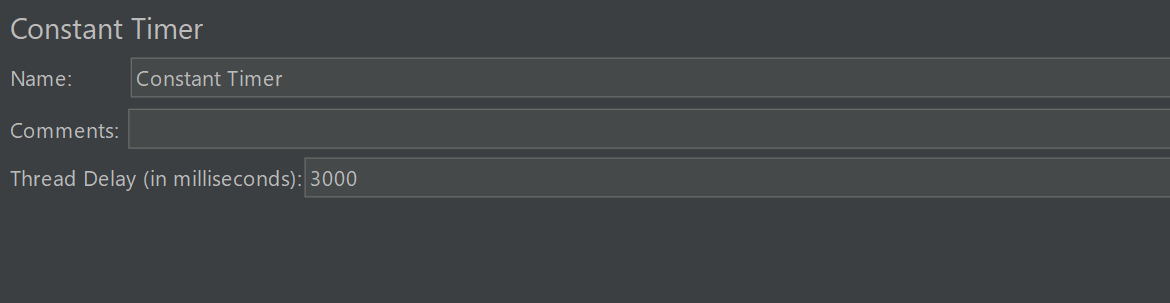 Constant Timer
Name: Constant Timer
Comments:
Thread Delay (in milliseconds): 3000